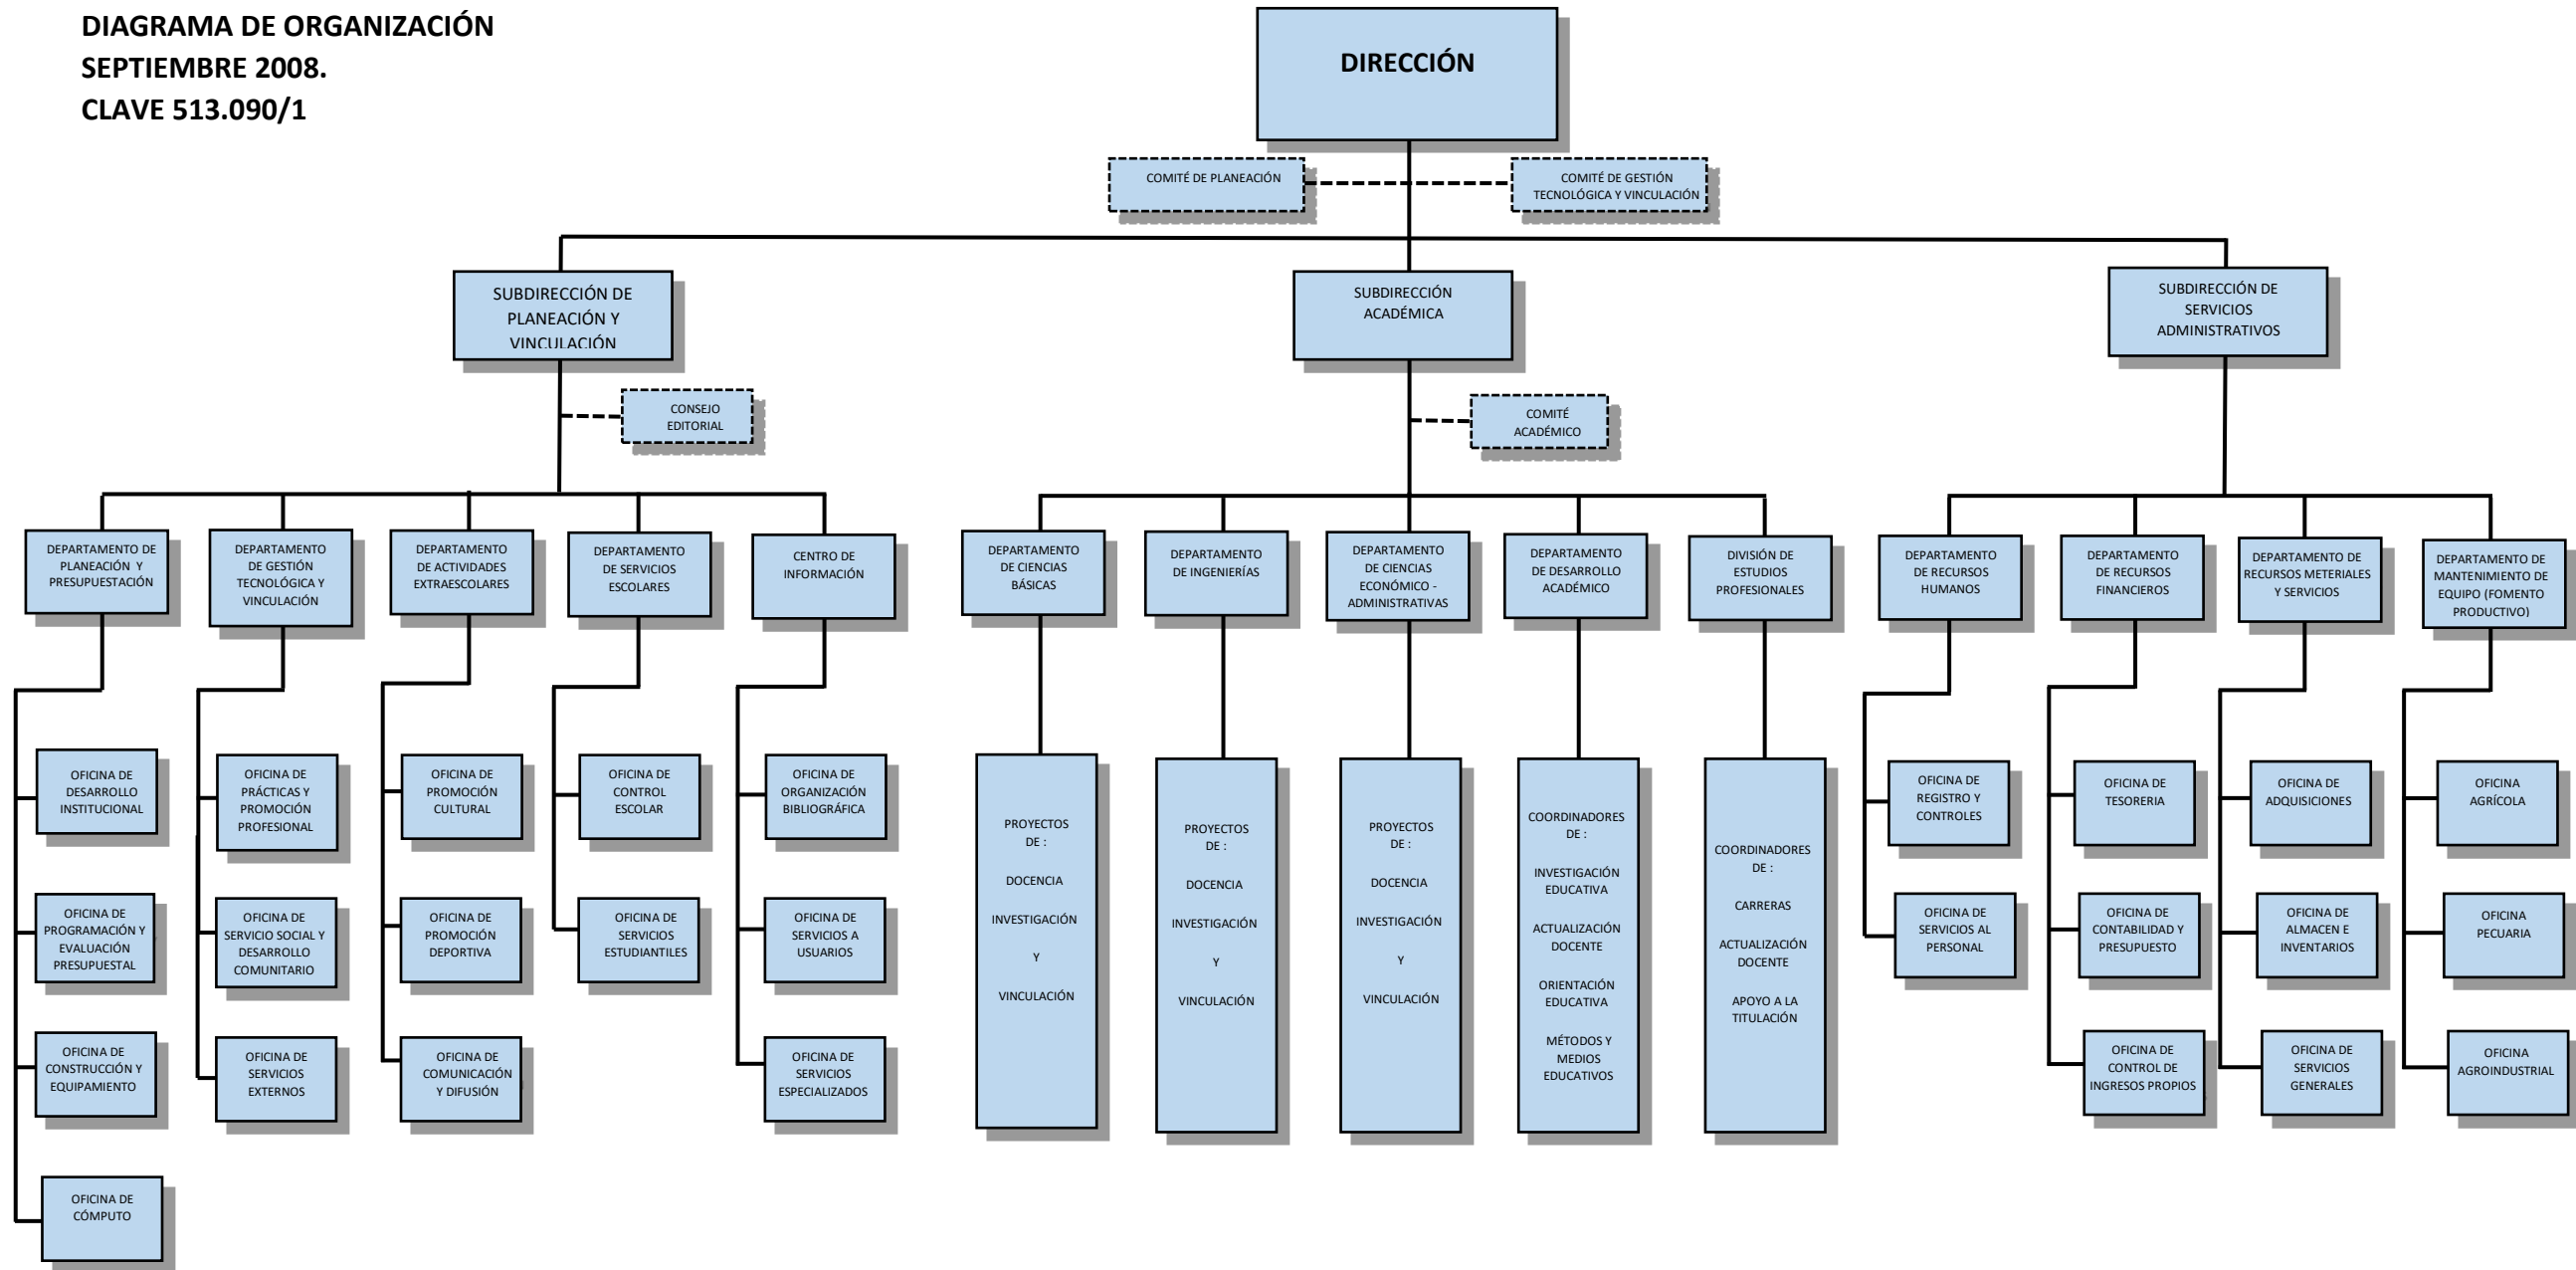 DIAGRAMA DE ORGANIZACIÓN
SEPTIEMBRE 2008.
CLAVE 513.090/1
DIRECCIÓN
COMITÉ DE PLANEACIÓN
COMITÉ DE GESTIÓN
TECNOLÓGICA Y VINCULACIÓN
SUBDIRECCIÓN DE
PLANEACIÓN Y
VINCULACIÓN
SUBDIRECCIÓN
ACADÉMICA
SUBDIRECCIÓN DE
SERVICIOS
ADMINISTRATIVOS
CONSEJO
EDITORIAL
COMITÉ
ACADÉMICO
DEPARTAMENTO DE
PLANEACIÓN Y
PRESUPUESTACIÓN
DEPARTAMENTO
DE GESTIÓN
TECNOLÓGICA Y
VINCULACIÓN
DEPARTAMENTO
DE ACTIVIDADES
EXTRAESCOLARES
DEPARTAMENTO
DE SERVICIOS
ESCOLARES
CENTRO DE
INFORMACIÓN
DEPARTAMENTO
DE CIENCIAS
BÁSICAS
DEPARTAMENTO
DE INGENIERÍAS
DEPARTAMENTO
DE CIENCIAS
ECONÓMICO -
ADMINISTRATIVAS
DEPARTAMENTO
DE DESARROLLO
ACADÉMICO
DIVISIÓN DE
ESTUDIOS
PROFESIONALES
DEPARTAMENTO
DE RECURSOS
HUMANOS
DEPARTAMENTO
DE RECURSOS
FINANCIEROS
DEPARTAMENTO DE
RECURSOS METERIALES
Y SERVICIOS
DEPARTAMENTO DE
MANTENIMIENTO DE
EQUIPO (FOMENTO
PRODUCTIVO)
OFICINA DE
DESARROLLO
INSTITUCIONAL
OFICINA DE
PROGRAMACIÓN Y
EVALUACIÓN
PRESUPUESTAL
OFICINA DE
CONSTRUCCIÓN Y
EQUIPAMIENTO
OFICINA DE
CÓMPUTO
OFICINA DE
PRÁCTICAS Y
PROMOCIÓN
PROFESIONAL
OFICINA DE
SERVICIO SOCIAL Y
DESARROLLO
COMUNITARIO
OFICINA DE
SERVICIOS
EXTERNOS
OFICINA DE
PROMOCIÓN
CULTURAL
OFICINA DE
PROMOCIÓN
DEPORTIVA
OFICINA DE
COMUNICACIÓN
Y DIFUSIÓN
OFICINA DE
CONTROL
ESCOLAR
OFICINA DE
SERVICIOS
ESTUDIANTILES
OFICINA DE
ORGANIZACIÓN
BIBLIOGRÁFICA
OFICINA DE
SERVICIOS A
USUARIOS
OFICINA DE
SERVICIOS
ESPECIALIZADOS
PROYECTOS
DE :
DOCENCIA
INVESTIGACIÓN
Y
VINCULACIÓN
PROYECTOS
DE :
DOCENCIA
INVESTIGACIÓN
Y
VINCULACIÓN
PROYECTOS
DE :
DOCENCIA
INVESTIGACIÓN
Y
VINCULACIÓN
COORDINADORES
DE :
INVESTIGACIÓN
EDUCATIVA
ACTUALIZACIÓN
DOCENTE
ORIENTACIÓN
EDUCATIVA
MÉTODOS Y
MEDIOS
EDUCATIVOS
COORDINADORES
DE :
CARRERAS
ACTUALIZACIÓN
DOCENTE
APOYO A LA
TITULACIÓN
OFICINA DE
REGISTRO Y
CONTROLES
OFICINA DE
SERVICIOS AL
PERSONAL
OFICINA DE
TESORERIA
OFICINA DE
CONTABILIDAD Y
PRESUPUESTO
OFICINA DE
CONTROL DE
INGRESOS PROPIOS
OFICINA DE
ADQUISICIONES
OFICINA DE
ALMACEN E
INVENTARIOS
OFICINA DE
SERVICIOS
GENERALES
OFICINA
AGRÍCOLA
OFICINA
PECUARIA
OFICINA
AGROINDUSTRIAL